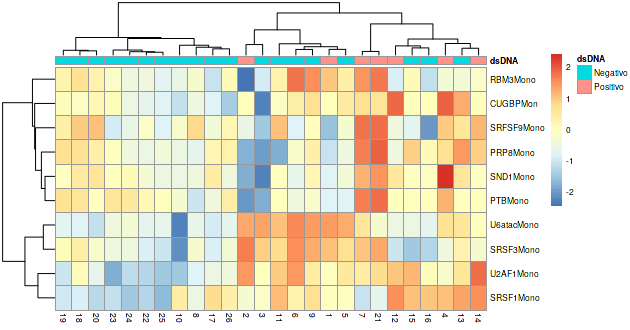 dsDNA
RBM3Mono
CUGBPMon
SRFSF9Mono
PRP8Mono
SND1Mono
PTBMono
U6atacMono
SRSF3Mono
U2AF1Mono
SRSF1Mono
19 18 20 23 24 22 25 10 8 17 26 2 3 11 6 9 1 5 7 21 12 15 16 4 13 14
2
1
0
-1
-2
dsDNA
Negativo
Positivo